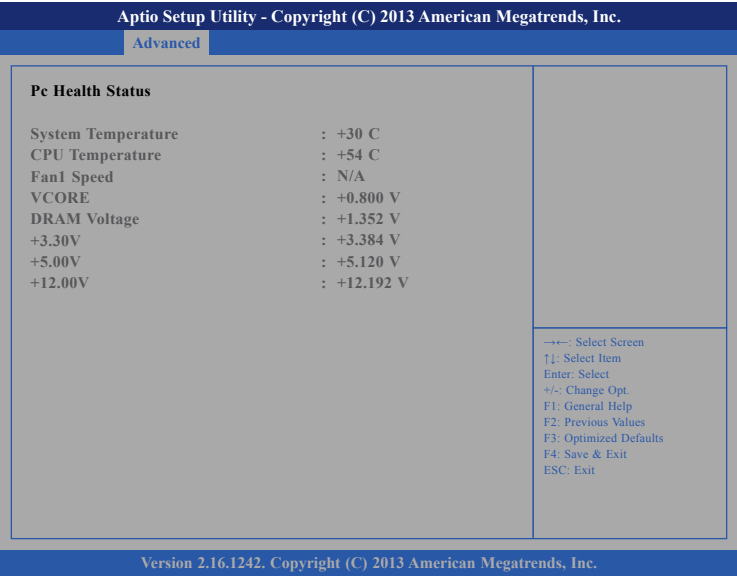 Aptio Setup Utility - Copyright (C) 2013 American Megatrends, Inc.
Advanced
Pc Health Status
System Temperature : +30 C
CPU Temperature : +54 C
Fan1 Speed : N/A
VCORE : +0.800 V
DRAM Voltage : +1.352 V
+3.30V : +3.384 V
+5.00V : +5.120 V
+12.00V : +12.192 V
→←: Select Screen
↑↓: Select Item
Enter: Select
+/-: Change Opt.
F1: General Help
F2: Previous Values
F3: Optimized Defaults
F4: Save & Exit
ESC: Exit
Version 2.16.1242. Copyright (C) 2013 American Megatrends, Inc.